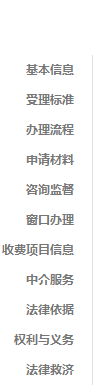 基本信息
受理标准
办理流程
申请材料
咨询监督
窗口办理
收费项目信息
中介服务
法律依据
权利与义务
法律救济